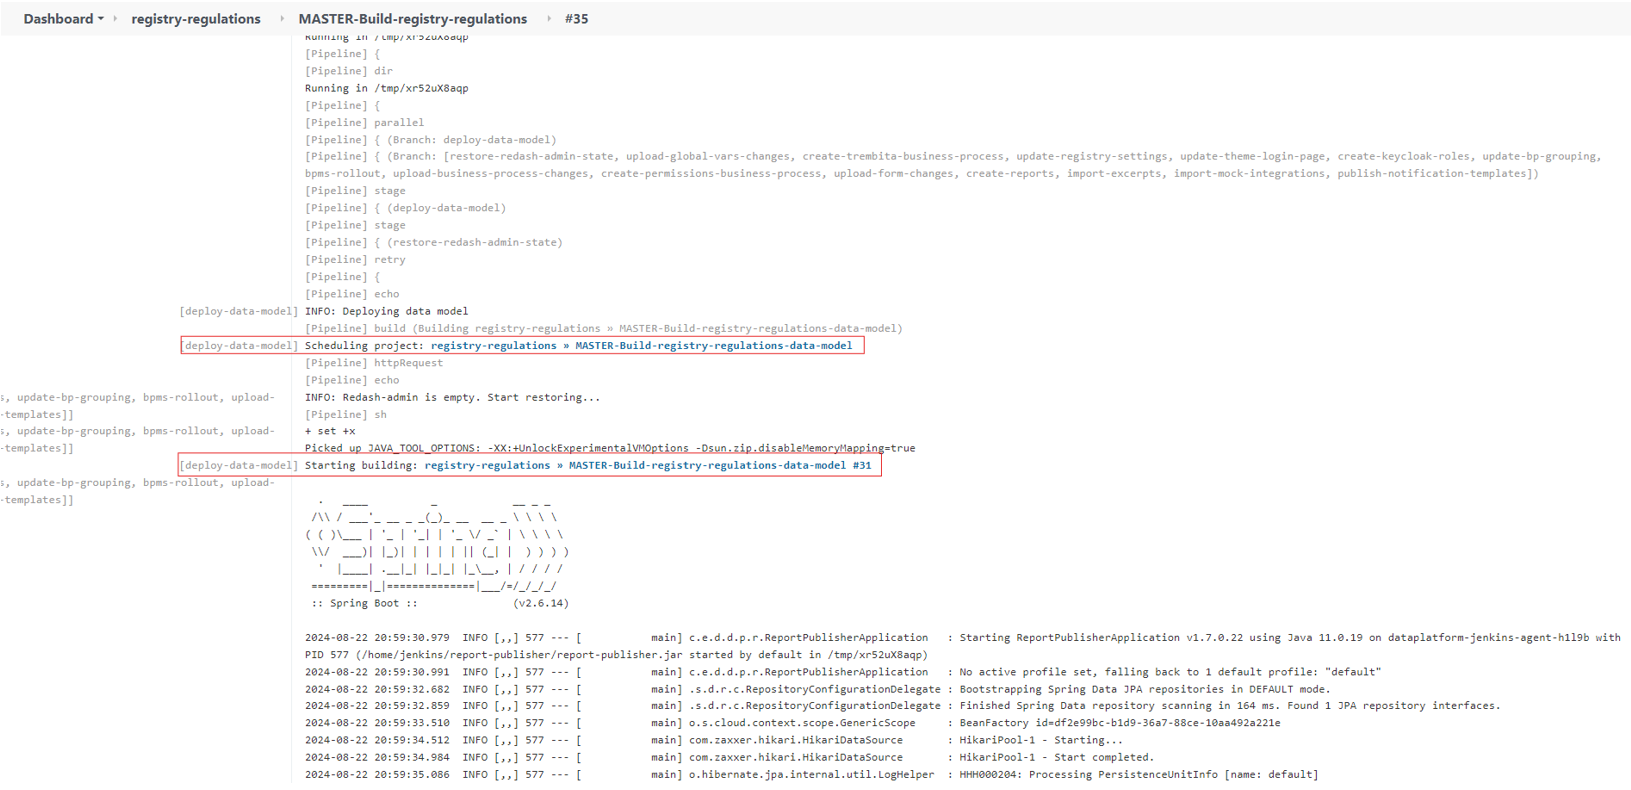 Dashboard registry-regulations MASTER-Build-registry-regulations #35
Running in /tmp/xr52uX8aqp
[Pipeline] {
[Pipeline] dir
Running in /tmp/xr52uX8aqp
[Pipeline] {
[Pipeline] parallel
[Pipeline] { (Branch: deploy-data-model)
[Pipeline] { (Branch: [restore-redash-admin-state, upload-global-vars-changes, create-trembita-business-process, update-registry-settings, update-theme-login-page, create-keycloak-roles, update-bp-grouping,
bpms-rollout, upload-business-process-changes, create-permissions-business-process, upload-form-changes, create-reports, import-excerpts, import-mock-integrations, publish-notification-templates])
[Pipeline] stage
[Pipeline] { (deploy-data-model)
[Pipeline] stage
[Pipeline] { (restore-redash-admin-state)
[Pipeline] retry
[Pipeline] {
[Pipeline] echo
[deploy-data-model] INFO: Deploying data model
[Pipeline] build (Building registry-regulations » MASTER-Build-registry-regulations-data-model)
[deploy-data-model] Scheduling project: registry-regulations » MASTER-Build-registry-regulations-data-model
[Pipeline] httpRequest
[Pipeline] echo
s, update-bp-grouping, bpms-rollout, upload- INFO: Redash-admin is empty. Start restoring...
-templates]] [Pipeline] sh
s, update-bp-grouping, bpms-rollout, upload- + set +x
-templates]] Picked up JAVA_TOOL_OPTIONS: -XX:+UnlockExperimentalVMOptions -Dsun.zip.disableMemoryMapping=true
[deploy-data-model] Starting building: registry-regulations » MASTER-Build-registry-regulations-data-model #31
s, update-bp-grouping, bpms-rollout, upload-
-templates]]
:: Spring Boot :: (v2.6.14)
2024-08-22 20:59:30.979 INFO [,,] 577 --- [ main] c.e.d.d.p.r.ReportPublisherApplication : Starting ReportPublisherApplication v1.7.0.22 using Java 11.0.19 on dataplatform-jenkins-agent-h1l9b with
PID 577 (/home/jenkins/report-publisher/report-publisher.jar started by default in /tmp/xr52uX8aqp)
2024-08-22 20:59:30.991 INFO [,,] 577 --- [ main] c.e.d.d.p.r.ReportPublisherApplication : No active profile set, falling back to 1 default profile: "default"
2024-08-22 20:59:32.682 INFO [,,] 577 --- [ main] .s.d.r.c.RepositoryConfigurationDelegate : Bootstrapping Spring Data JPA repositories in DEFAULT mode.
2024-08-22 20:59:32.859 INFO [,,] 577 --- [ main] .s.d.r.c.RepositoryConfigurationDelegate : Finished Spring Data repository scanning in 164 ms. Found 1 JPA repository interfaces.
2024-08-22 20:59:33.510 INFO [,,] 577 --- [ main] o.s.cloud.context.scope.GenericScope : BeanFactory id=df2e99bc-b1d9-36a7-88ce-10aa492a221e
2024-08-22 20:59:34.512 INFO [,,] 577 --- [ main] com.zaxxer.hikari.HikariDataSource : HikariPool-1 - Starting...
2024-08-22 20:59:34.984 INFO [,,] 577 --- [ main] com.zaxxer.hikari.HikariDataSource : HikariPool-1 - Start completed.
2024-08-22 20:59:35.086 INFO [,,] 577 --- [ main] o.hibernate.jpa.internal.util.LogHelper : HHH000204: Processing PersistenceUnitInfo [name: default]